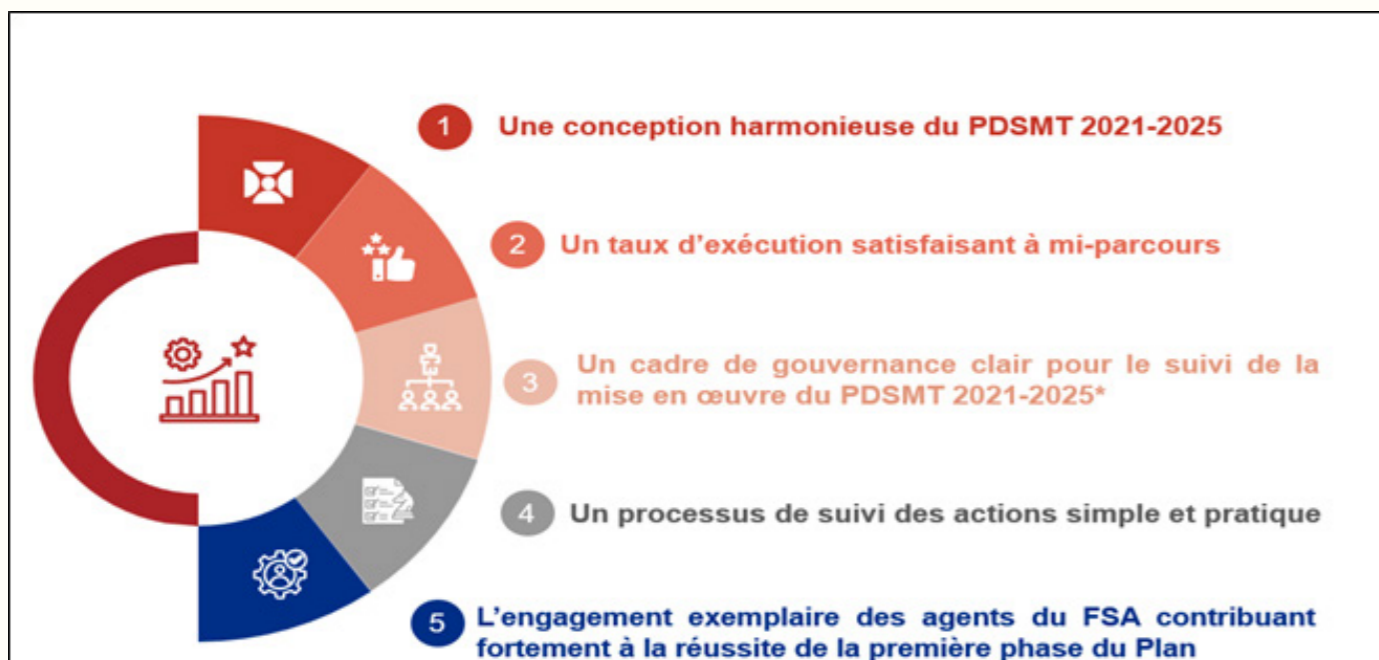 1 Une conception harmonieuse du PDSMT 2021-2025
2 Un taux d’exécution satisfaisant à mi-parcours
3 Un cadre de gouvernance clair pour le suivi de la
mise en œuvre du PDSMT 2021-2025*
4 Un processus de suivi des actions simple et pratique
5 L’engagement exemplaire des agents du FSA contribuant
fortement à la réussite de la première phase du Plan